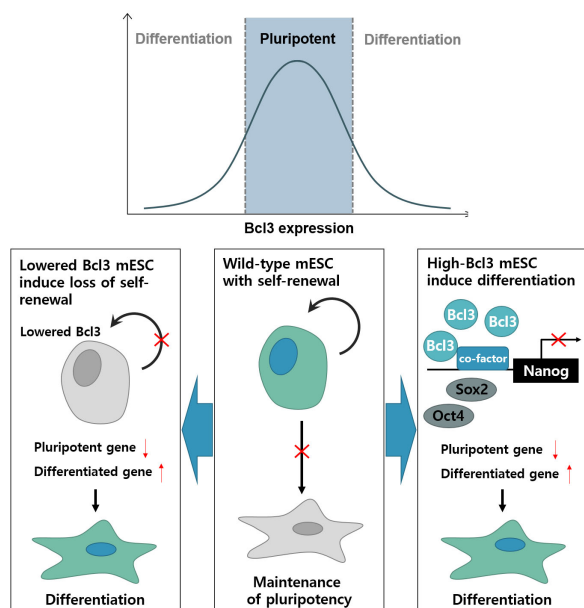 Differentiation
Pluripotent
Differentiation
Bcl3 expression
Lowered Bcl3 mESC
induce loss of self-
renewal
Lowered Bcl3
Pluripotent gene ↓
Differentiated gene ↑
Differentiation
Wild-type mESC
with self-renewal
Maintenance
of pluripotency
High-Bcl3 mESC
induce differentiation
Bcl3
Bcl3
Bcl3
co-factor
Nanog
Sox2
Oct4
Pluripotent gene ↓
Differentiated gene ↑
Differentiation